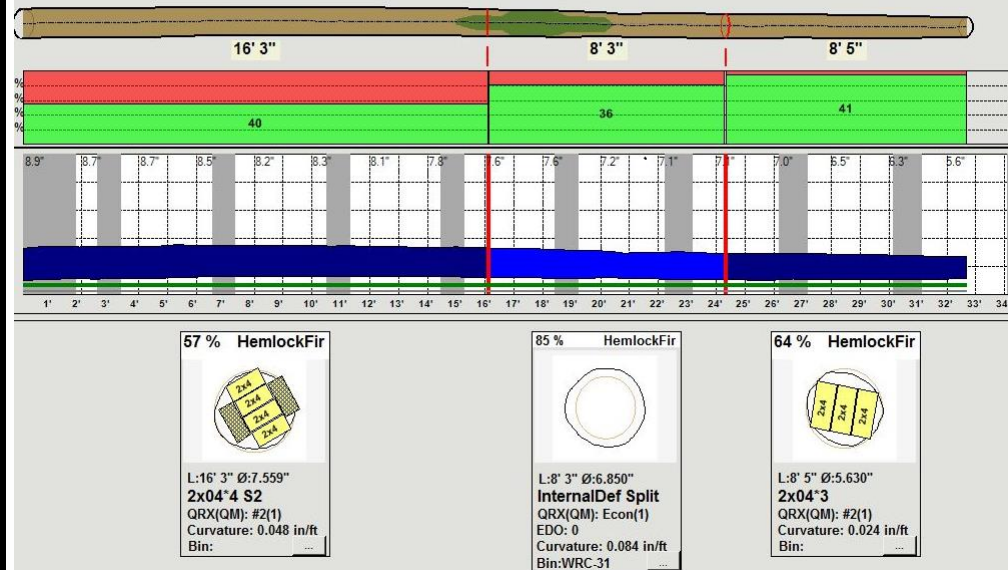 16' 3" 8' 3" 8' 5"
%
%
%
%
40 36 41
8.9" 8.7" 8.7" 8.5" 8.2" 8.3" 8.1" 7.8" .6" 7.6" 7.2" 7.1" 7.0" 6.5" 6.3" 5.6"
1' 2' 3' 5' 6' 7' 8' 9' 10' 11' 12' 13' 14' 15' 16' 17' 18' 19' 20' 21' 22' 23' 24' 25' 26' 27' 28' 29' 30' 31' 32' 33' 34
57 % HemlockFir
2x4
2x4
2x4
2x4
L:16' 3" Ø:7.559"
2x04*4 S2
QRX(QM): #2(1)
Curvature: 0.048 in/ft
Bin: ...
85 % HemlockFir
L:8' 3" Ø:6.850"
InternalDef Split
QRX(QM): Econ(1)
EDO: 0
Curvature: 0.084 in/ft
Bin:WRC-31 ...
64 % HemlockFir
2x4 2x4 2x4
L:8' 5" Ø:5.630"
2x04*3
QRX(QM): #2(1)
Curvature: 0.024 in/ft
Bin: ...